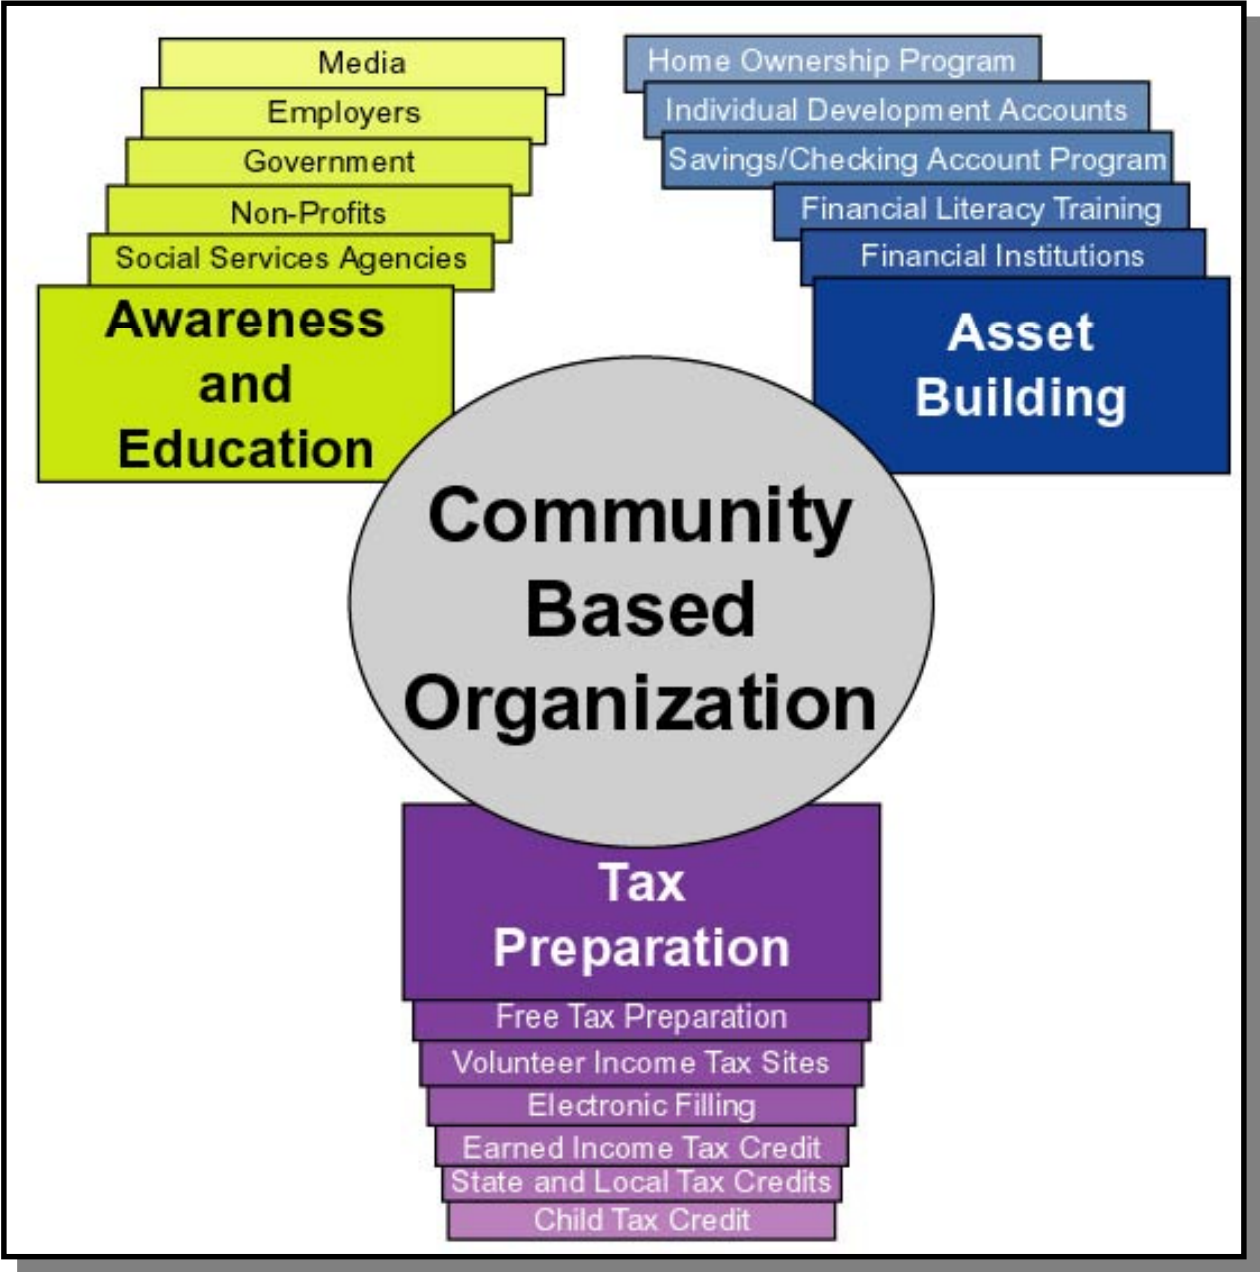 Media
Employers
Government
Non-Profits
Social Services Agencies
Awareness
and
Education
Home Ownership Program
Individual Development Accounts
Savings/Checking Account Program
Financial Literacy Training
Financial Institutions
Asset
Building
Community
Based
Organization
Tax
Preparation
Free Tax Preparation
Volunteer Income Tax Sites
Electronic Filling
Earned Income Tax Credit
State and Local Tax Credits
Child Tax Credit